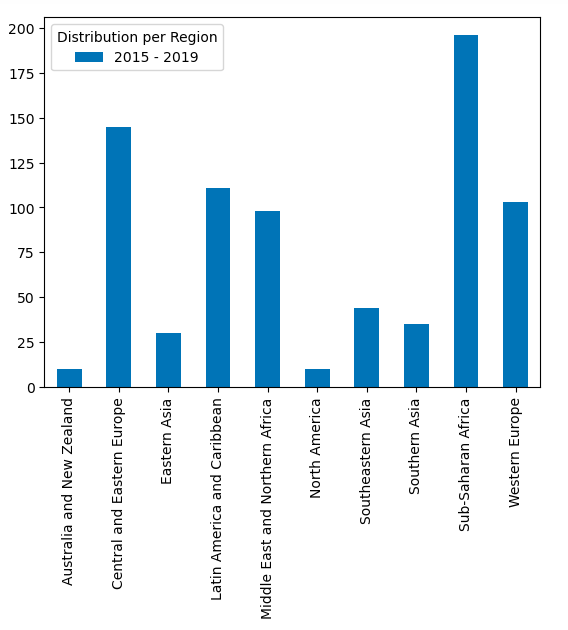 Distribution per Region
2015 - 2019
200
175
150
125
100
75
50
25
0
Australia and New Zealand
Central and Eastern Europe
Eastern Asia
Latin America and Caribbean
Middle East and Northern Africa
North America
Southeastern Asia
Southern Asia
Sub-Saharan Africa
Western Europe